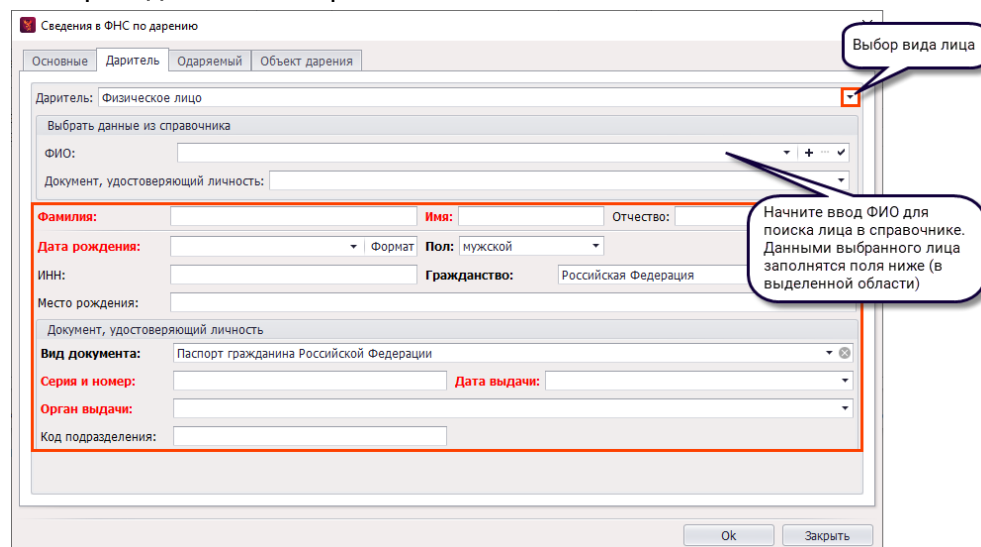 Сведения в ФНС по дарению
Выбор вида лица
Основные Даритель Одаряемый Объект дарения
Даритель: Физическое лицо
Выбрать данные из справочника
ФИО:
Документ, удостоверяющий личность:
Фамилия: Имя: Отчество:
Начните ввод ФИО для
поиска лица в справочнике.
Данными выбранного лица
заполнятся поля ниже (в
выделенной области)
Дата рождения: Формат Пол: мужской
ИНН: Гражданство: Российская Федерация
Место рождения:
Документ, удостоверяющий личность
Вид документа: Паспорт гражданина Российской Федерации
Серия и номер: Дата выдачи:
Орган выдачи:
Код подразделения:
Ok Закрыть